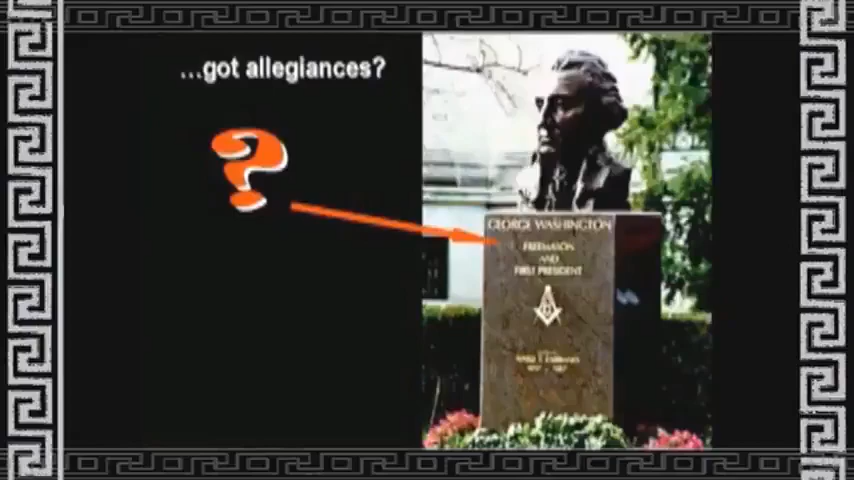 ...got allegiances?
?
GEORGE WASHINGTON
FREEMASON
AND
FIRST PRESIDENT
G